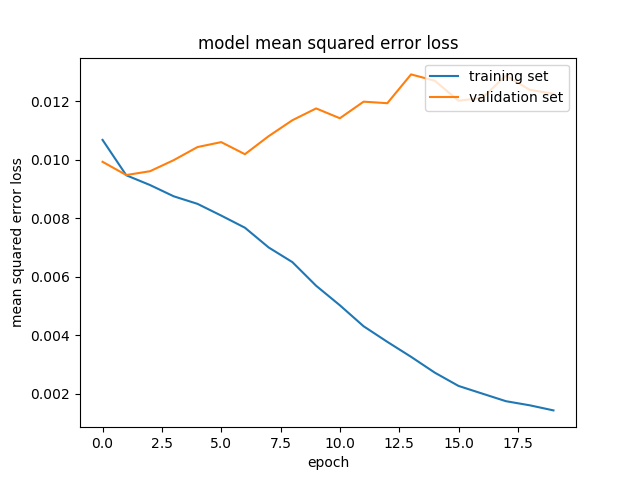 model mean squared error loss
training set
validation set
0.012
0.010
0.008
0.006
0.004
0.002
mean squared error loss
0.0 2.5 5.0 7.5 10.0 12.5 15.0 17.5
epoch